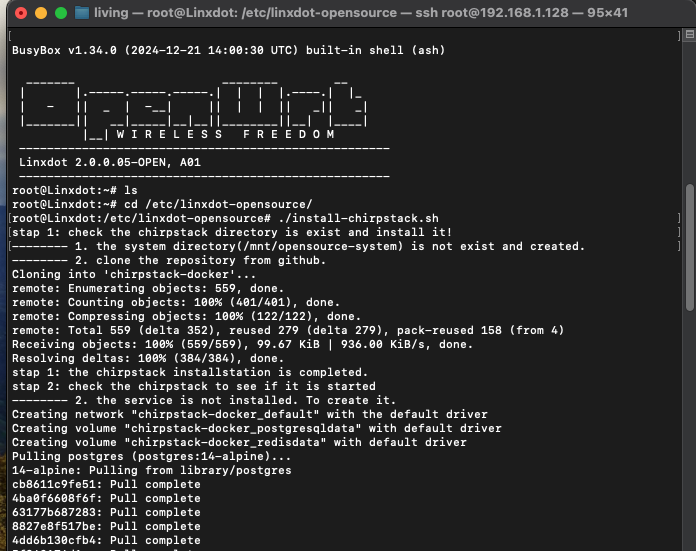 living — root@Linxdot: /etc/linxdot-opensource — ssh root@192.168.1.128 — 95×41
BusyBox v1.34.0 (2024-12-21 14:00:30 UTC) built-in shell (ash)
OpenWrt
W I R E L E S S   F R E E D O M
Linxdot 2.0.0.05-OPEN, A01
root@Linxdot:~# ls
root@Linxdot:~# cd /etc/linxdot-opensource/
root@Linxdot:/etc/linxdot-opensource# ./install-chirpstack.sh
stap 1: check the chirpstack directory is exist and install it!
-------- 1. the system directory(/mnt/opensource-system) is not exist and created.
-------- 2. clone the repository from github.
Cloning into 'chirpstack-docker'...
remote: Enumerating objects: 559, done.
remote: Counting objects: 100% (401/401), done.
remote: Compressing objects: 100% (122/122), done.
remote: Total 559 (delta 352), reused 279 (delta 279), pack-reused 158 (from 4)
Receiving objects: 100% (559/559), 99.67 KiB | 936.00 KiB/s, done.
Resolving deltas: 100% (384/384), done.
stap 1: the chirpstack installstation is completed.
stap 2: check the chirpstack to see if it is started
-------- 2. the service is not installed. To create it.
Creating network "chirpstack-docker_default" with the default driver
Creating volume "chirpstack-docker_postgresqldata" with default driver
Creating volume "chirpstack-docker_redisdata" with default driver
Pulling postgres (postgres:14-alpine)...
14-alpine: Pulling from library/postgres
cb8611c9fe51: Pull complete
4ba0f6608f6f: Pull complete
63177b687283: Pull complete
8827e8f517be: Pull complete
4dd6b130cfb4: Pull complete